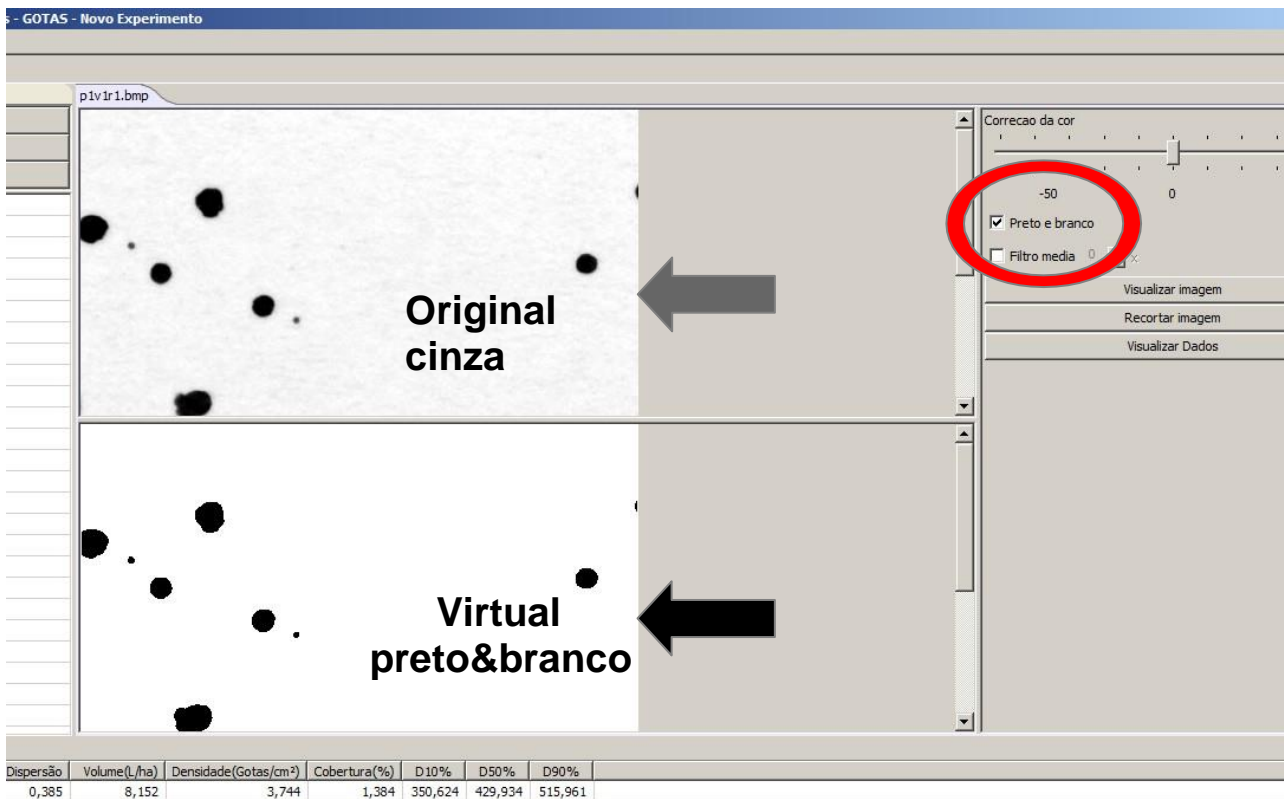 - GOTAS - Novo Experimento
p1v1r1.bmp
Correcao da cor
-50 0
Preto e branco
Filtro media 0 x
Visualizar imagem
Recortar imagem
Visualizar Dados
Original
cinza
Virtual
preto&branco
Dispersão Volume(L/ha) Densidade(Gotas/cm²) Cobertura(%) D10% D50% D90%
0,385 8,152 3,744 1,384 350,624 429,934 515,961